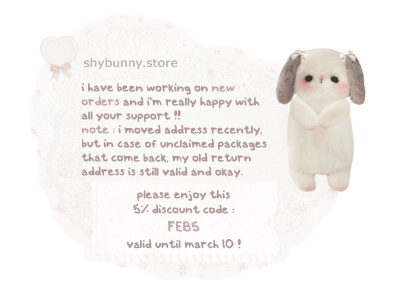 shybunny.store
i have been working on new
orders and i'm really happy with
all your support !!
note : i moved address recently,
but in case of unclaimed packages
that come back, my old return
address is still valid and okay.
please enjoy this
5% discount code :
FEB5
valid until march 10 !